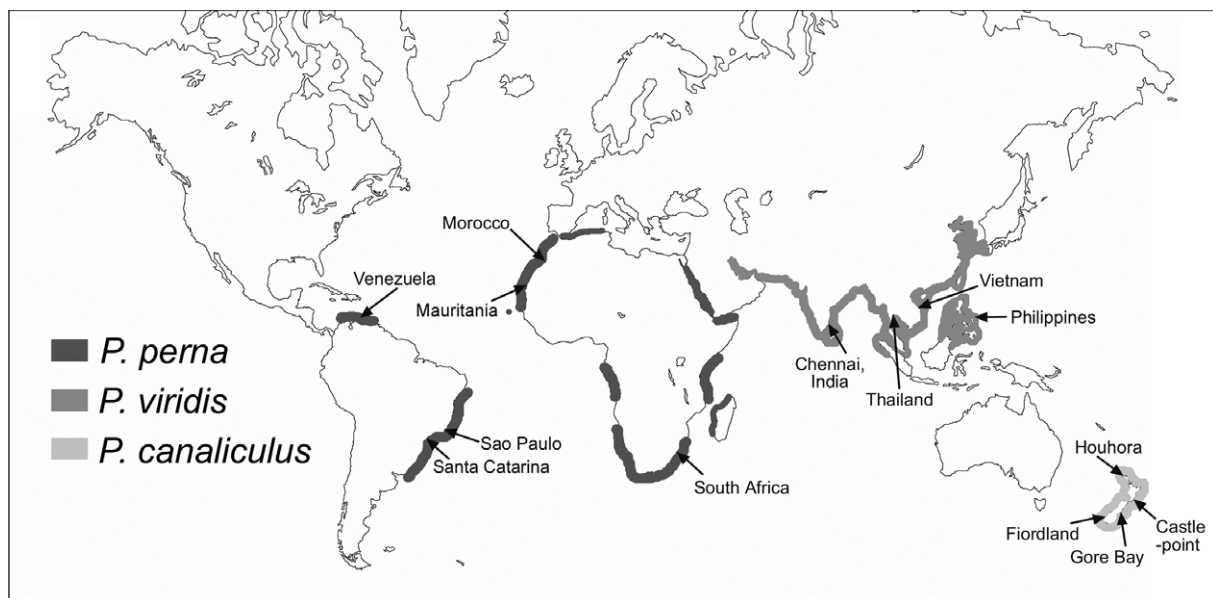 Morocco
Venezuela
Mauritania
Vietnam
Philippines
Chennai,
India
Thailand
P. perna
P. viridis
P. canaliculus
Sao Paulo
Santa Catarina
South Africa
Houhora
Fiordland
Gore Bay
Castle
-point